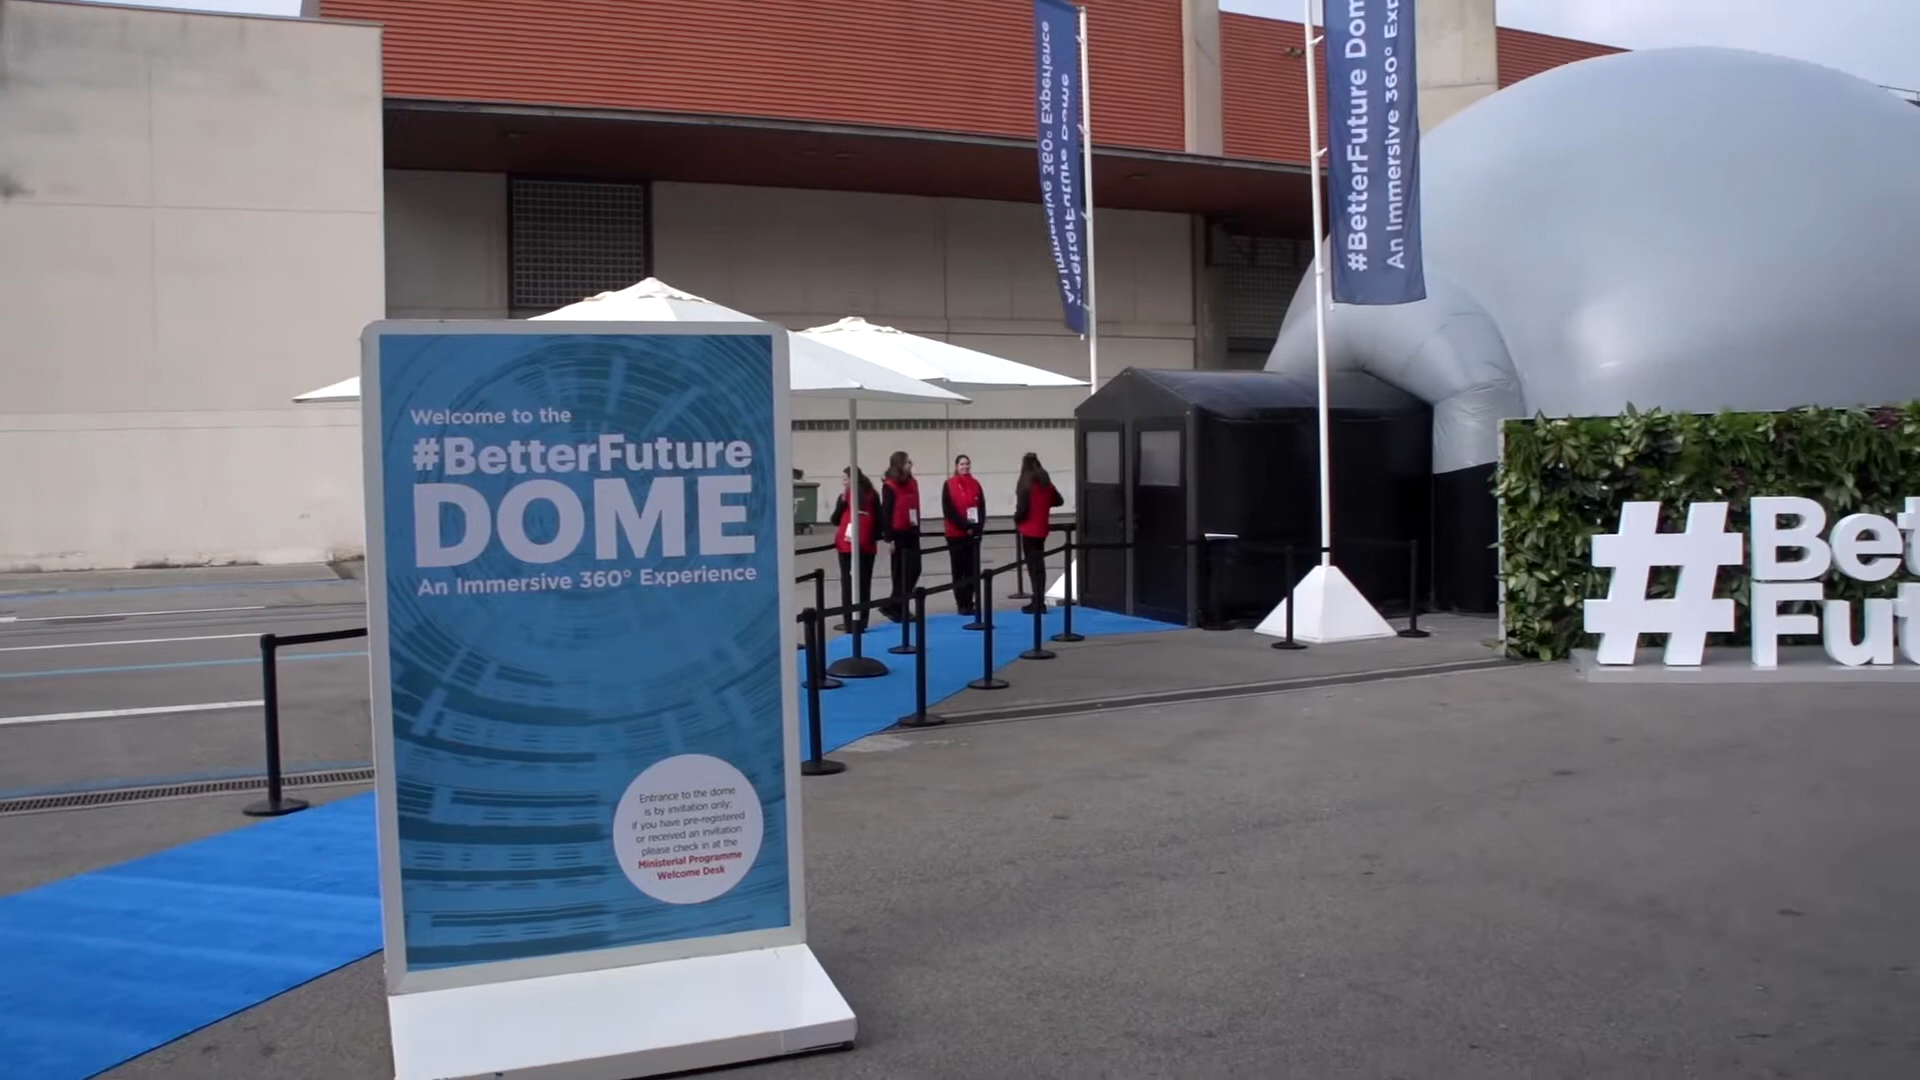 Welcome to the
#BetterFuture
DOME
An Immersive 360° Experience
Entrance to the dome
is by invitation only;
if you have pre-registered
or received an invitation
please check in at the
Ministerial Programme
Welcome Desk
An Immersive 360° Experience
#BetterFuture Dome
#BetterFuture Dom
An Immersive 360° Exp
#Bet
Fut